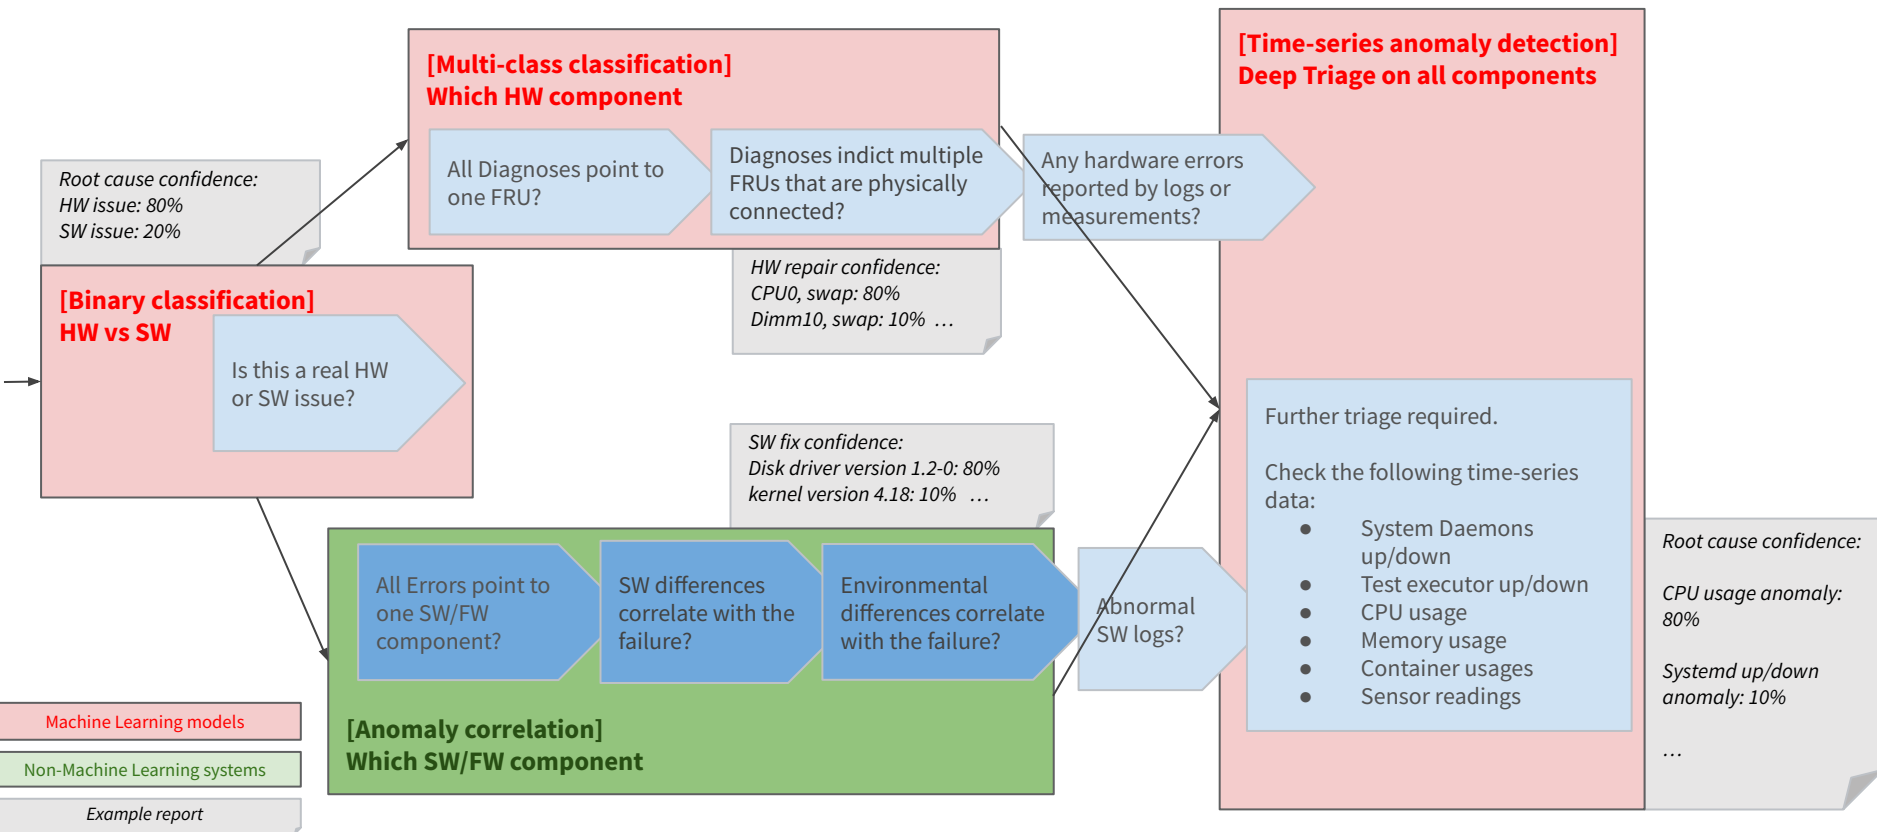 [Time-series anomaly detection]
Deep Triage on all components
[Multi-class classification]
Which HW component
All Diagnoses point to
one FRU?
Diagnoses indict multiple
FRUs that are physically
connected?
Any hardware errors
reported by logs or
measurements?
Root cause confidence:
HW issue: 80%
SW issue: 20%
HW repair confidence:
CPU0, swap: 80%
Dimm10, swap: 10% …
[Binary classification]
HW vs SW
Is this a real HW
or SW issue?
SW fix confidence:
Disk driver version 1.2-0: 80%
kernel version 4.18: 10% …
Further triage required.
Check the following time-series
data:
● System Daemons
up/down
● Test executor up/down
● CPU usage
● Memory usage
● Container usages
● Sensor readings
All Errors point to
one SW/FW
component?
SW differences
correlate with the
failure?
Environmental
differences correlate
with the failure?
Abnormal
SW logs?
[Anomaly correlation]
Which SW/FW component
Root cause confidence:
CPU usage anomaly:
80%
Systemd up/down
anomaly: 10%
…
Machine Learning models
Non-Machine Learning systems
Example report